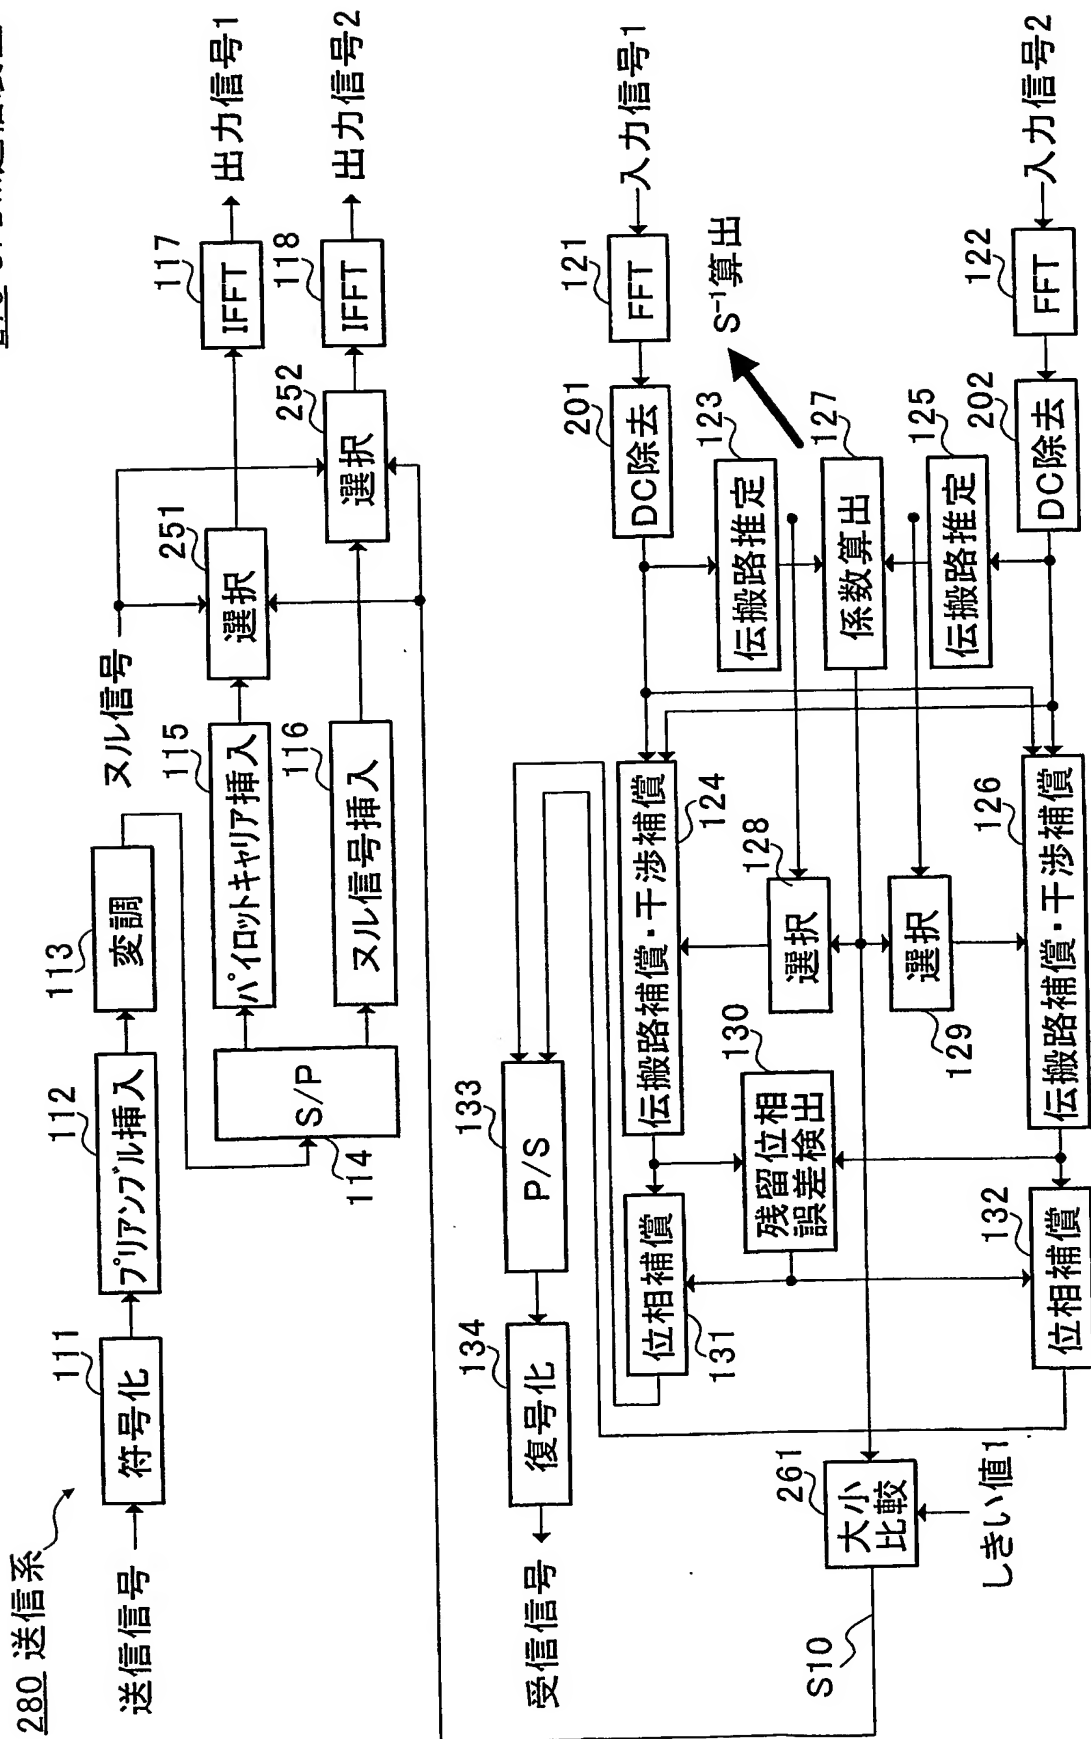 280 送信系
送信信号
111
符号化
112
プリアンブル挿入
113
変調
114
S/P
ヌル信号
115
パイロットキャリア挿入
116
ヌル信号挿入
251
選択
252
選択
117
IFFT
118
IFFT
出力信号1
出力信号2
受信信号
134
復号化
133
P/S
131
位相補償
132
位相補償
130
残留位相
誤差検出
124
伝搬路補償・干渉補償
126
伝搬路補償・干渉補償
128
選択
129
選択
123
伝搬路推定
127
係数算出
125
伝搬路推定
S⁻¹算出
201
DC除去
202
DC除去
121
FFT
122
FFT
入力信号1
入力信号2
S10
261
大小
比較
しきい値1